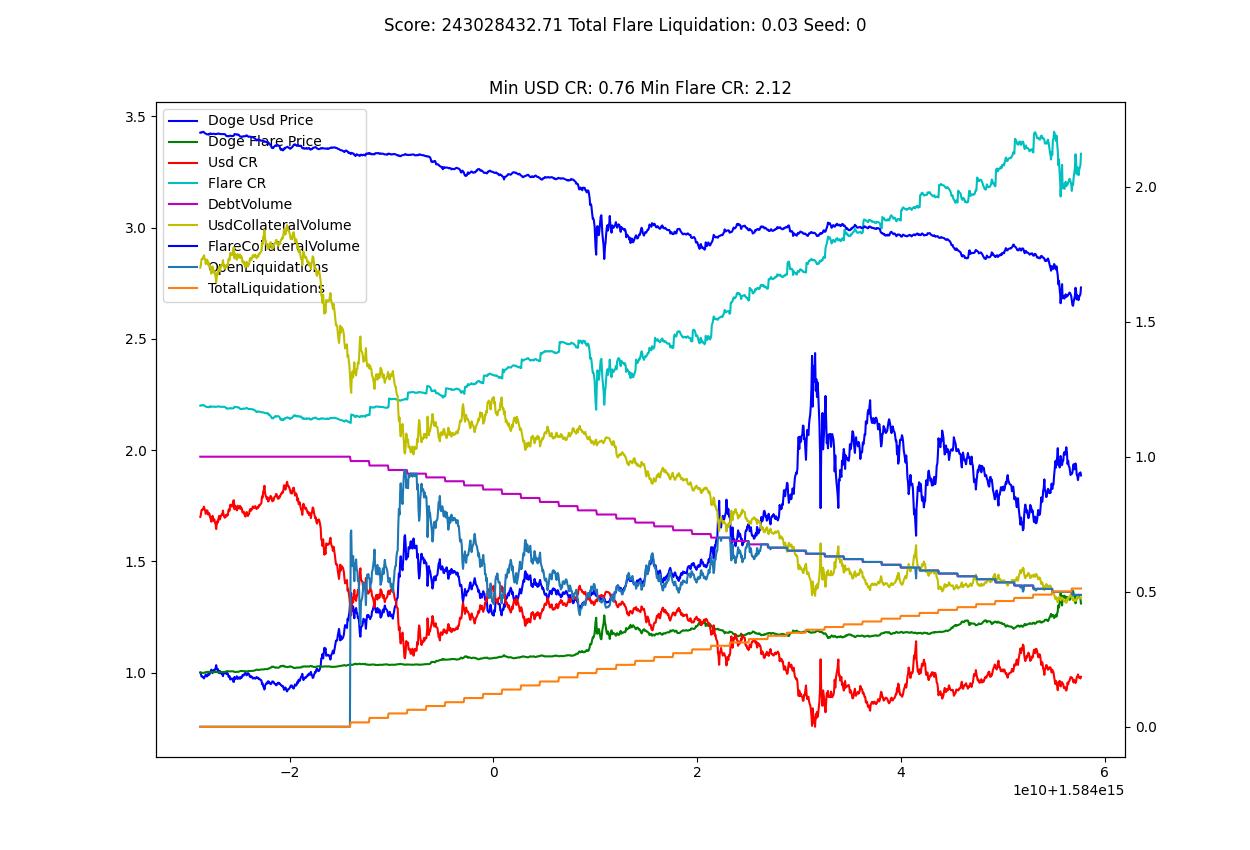 Score: 243028432.71 Total Flare Liquidation: 0.03 Seed: 0
Min USD CR: 0.76 Min Flare CR: 2.12
Doge Usd Price
Doge Flare Price
Usd CR
Flare CR
DebtVolume
UsdCollateralVolume
FlareCollateralVolume
OpenLiquidations
TotalLiquidations
3.5
3.0
2.5
2.0
1.5
1.0
2.0
1.5
1.0
0.5
0.0
−2
0
2
4
6
1e10+1.584e15